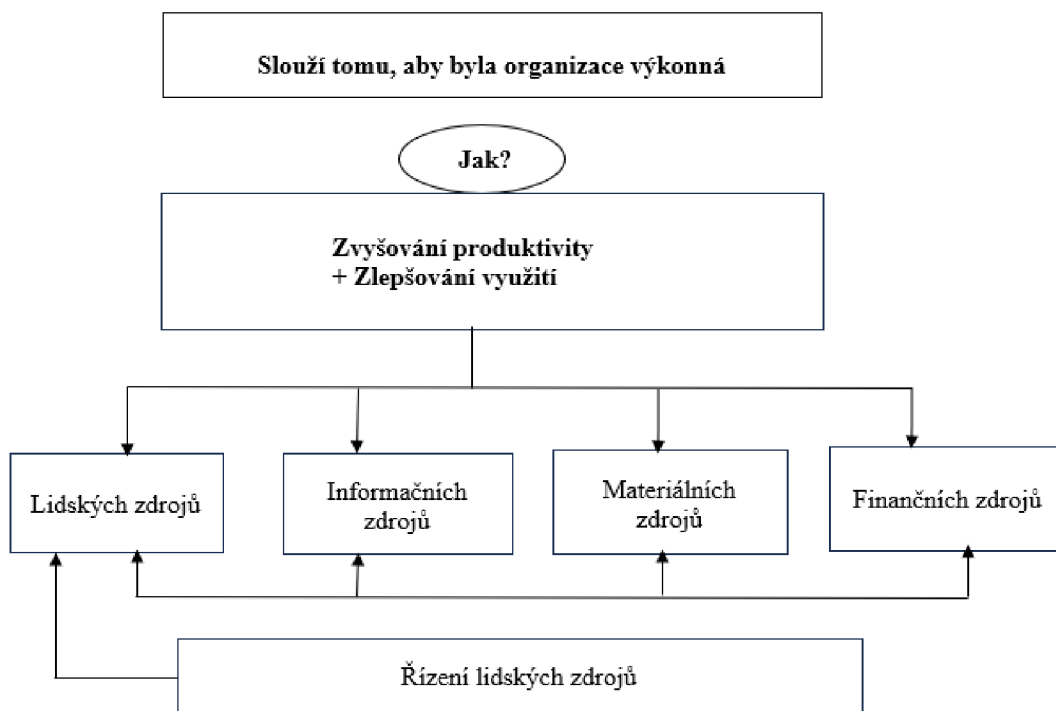 Slouží tomu, aby byla organizace výkonná
Jak?
Zvyšování produktivity
+ Zlepšování využití
Lidských zdrojů
Informačních
zdrojů
Materiálních
zdrojů
Finančních zdrojů
Řízení lidských zdrojů